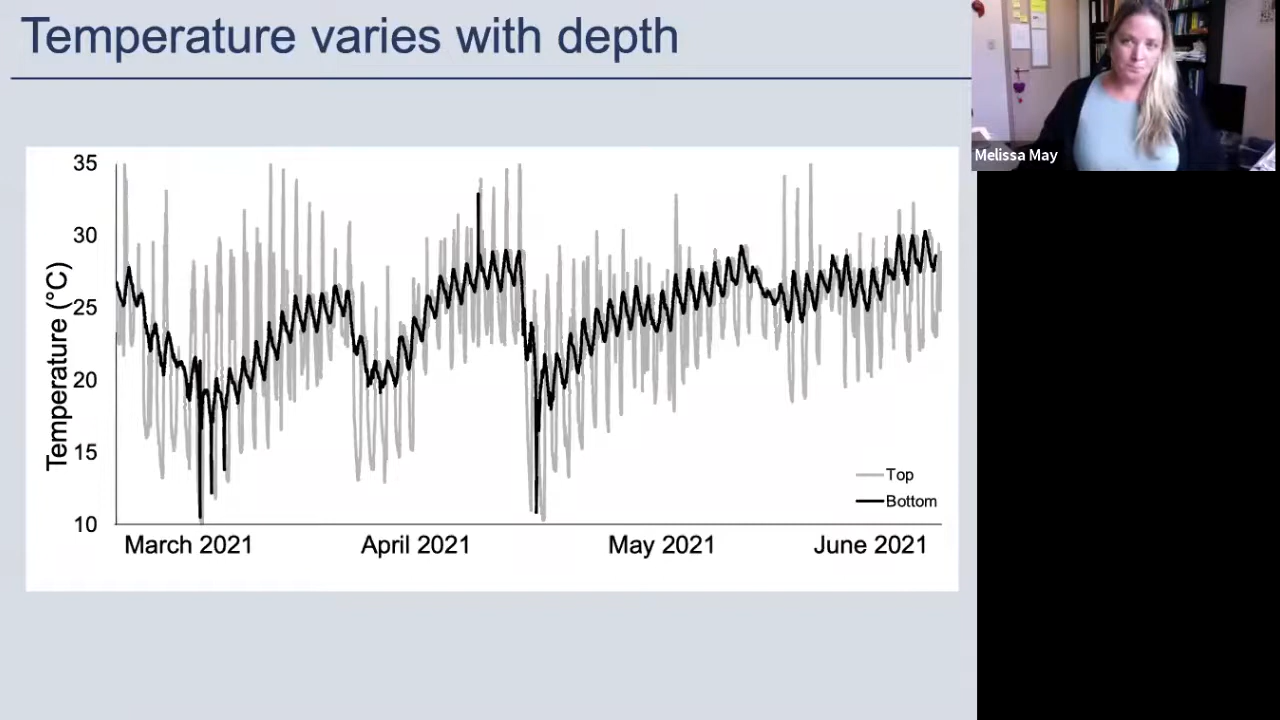 Temperature varies with depth
Melissa May
Temperature (°C)
35
30
25
20
15
10
Top
Bottom
March 2021
April 2021
May 2021
June 2021